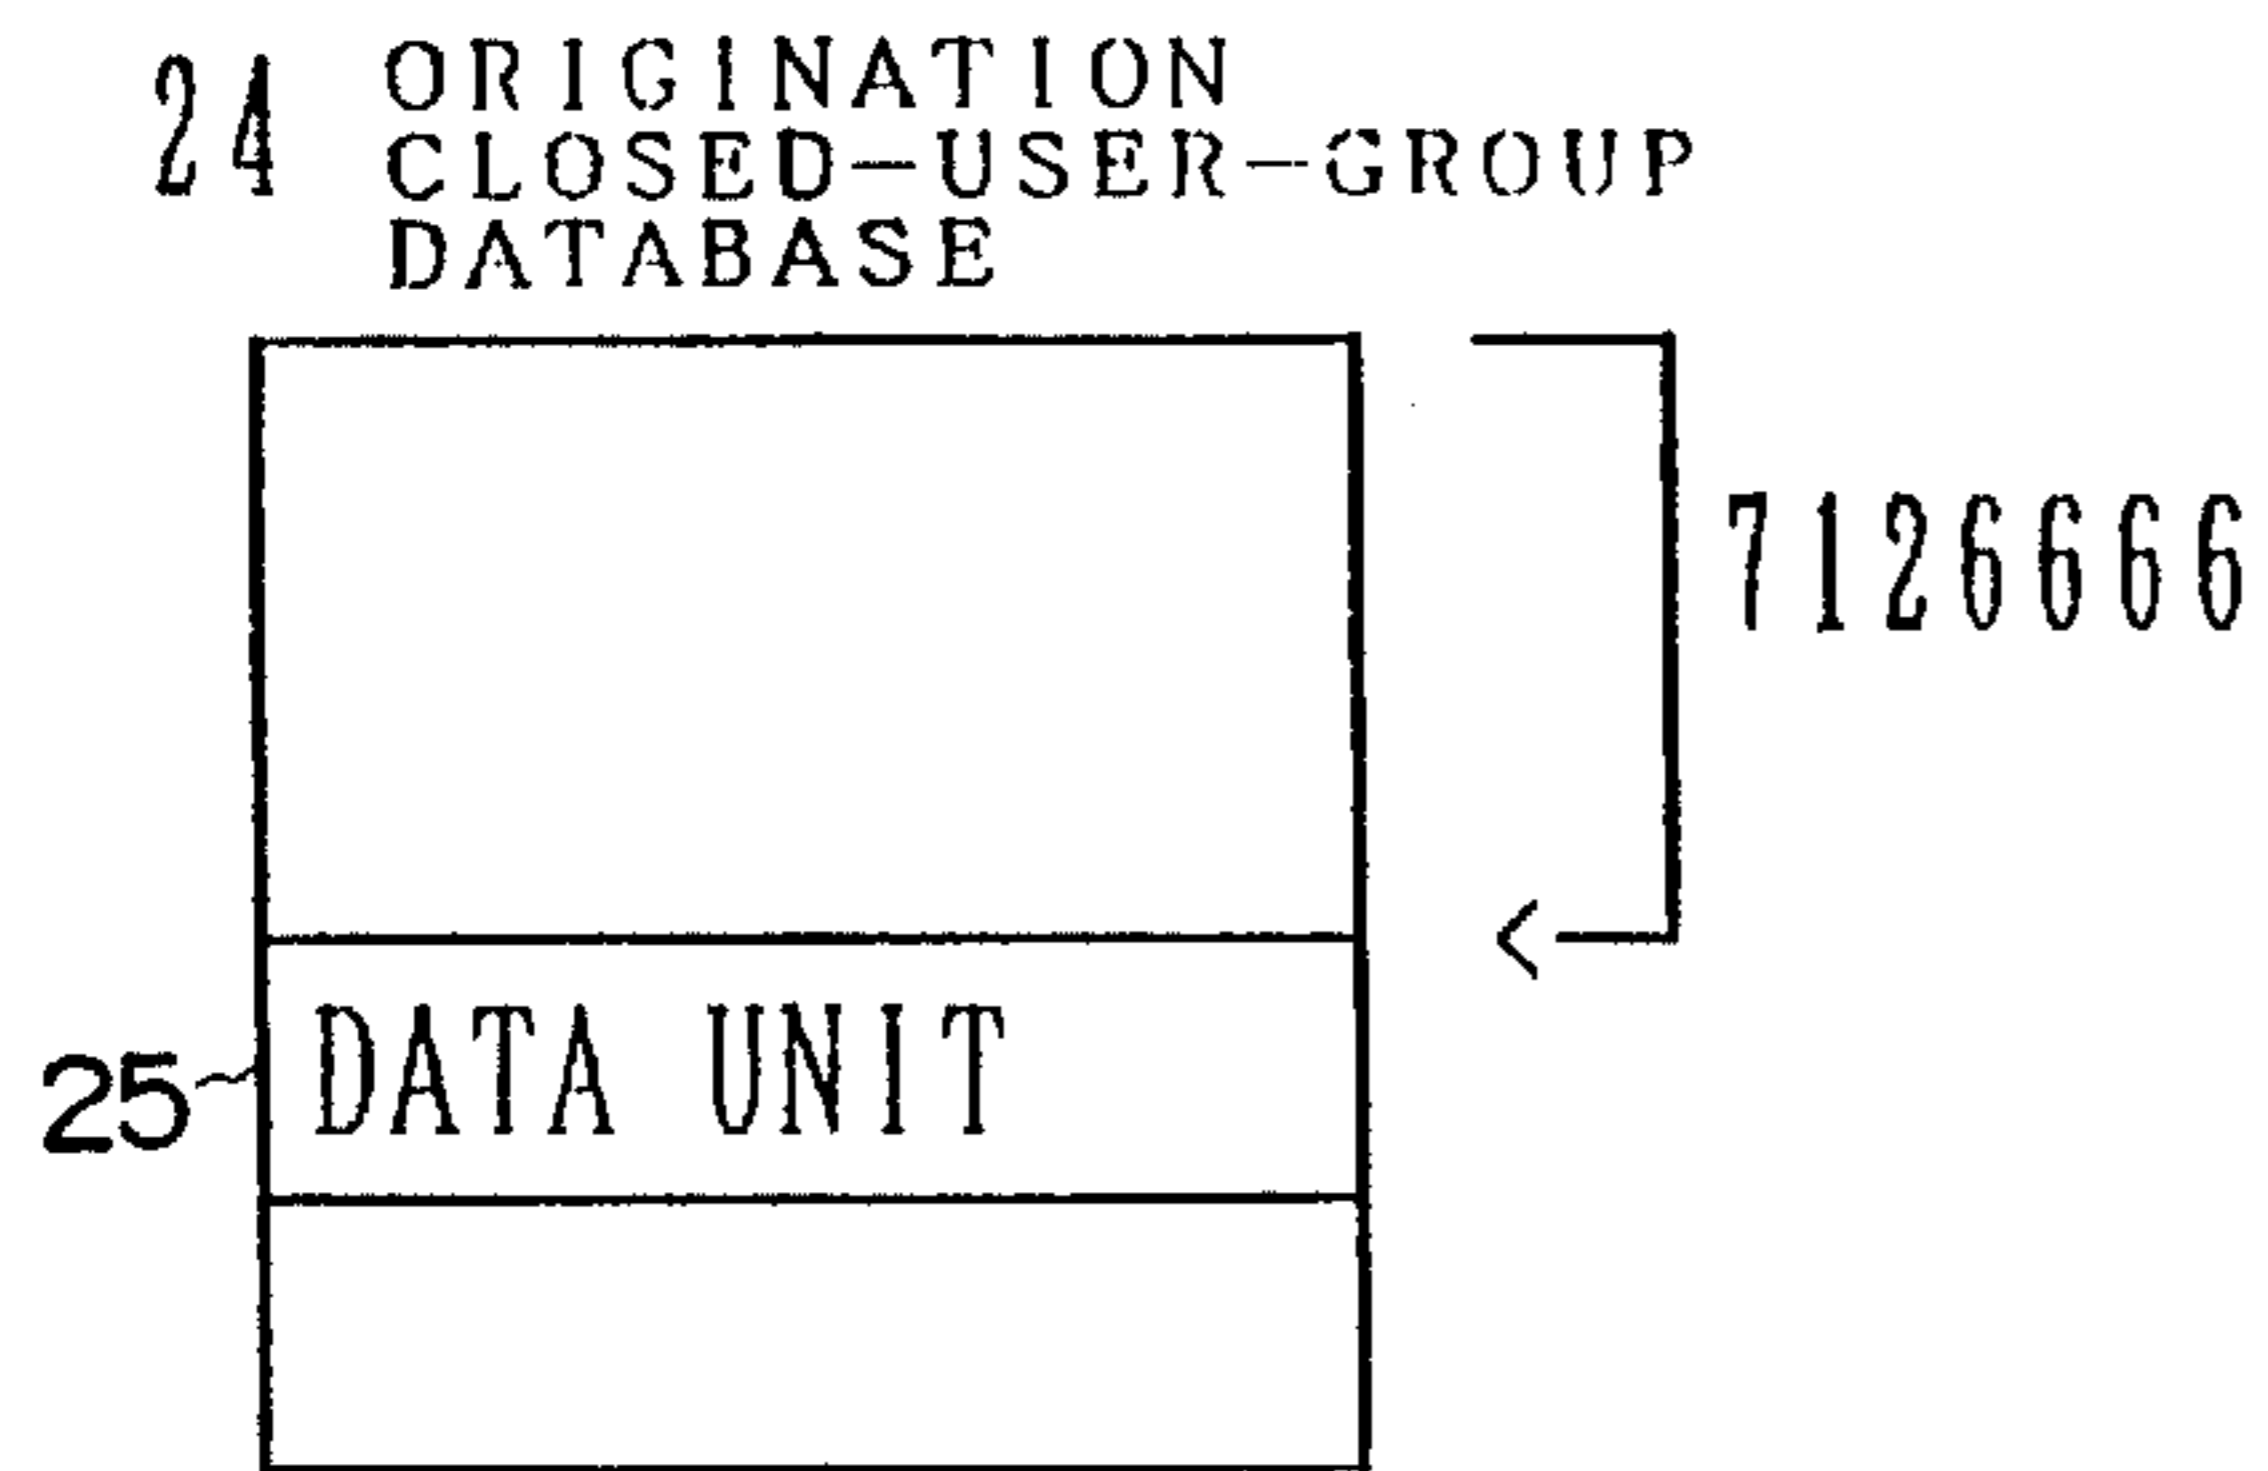 24 ORIGINATION
CLOSED-USER-GROUP
DATABASE
7126666
25 DATA UNIT